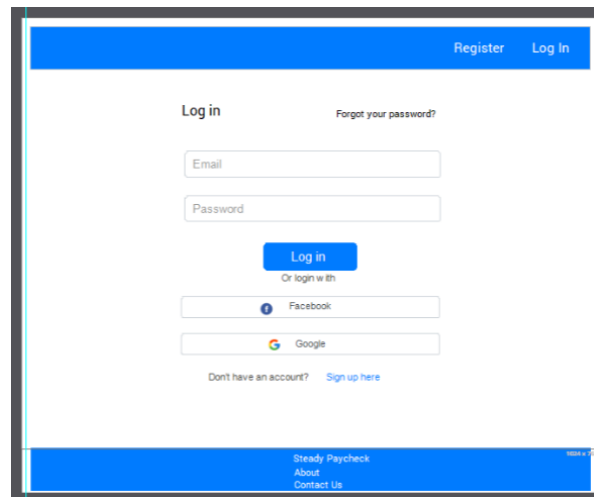 Register Log In
Log in Forgot your password?
Email
Password
Log in
Or login with
Facebook
Google
Don't have an account? Sign up here
Steady Paycheck
About
Contact Us